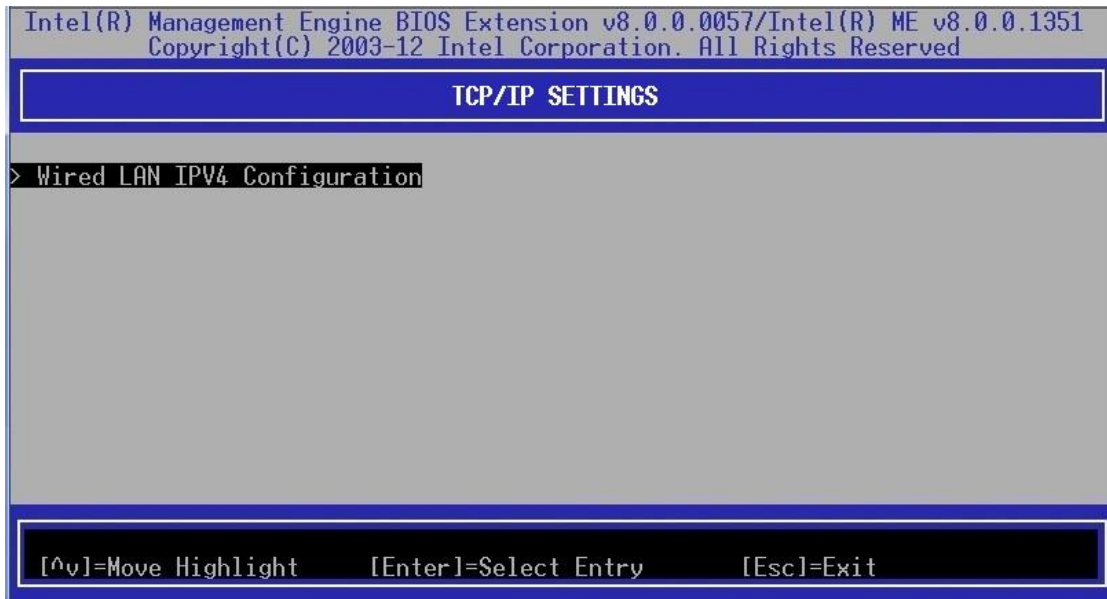 Intel(R) Management Engine BIOS Extension v8.0.0.0057/Intel(R) ME v8.0.0.1351
Copyright(C) 2003-12 Intel Corporation. All Rights Reserved
TCP/IP SETTINGS
> Wired LAN IPV4 Configuration
[^v]=Move Highlight [Enter]=Select Entry [Esc]=Exit